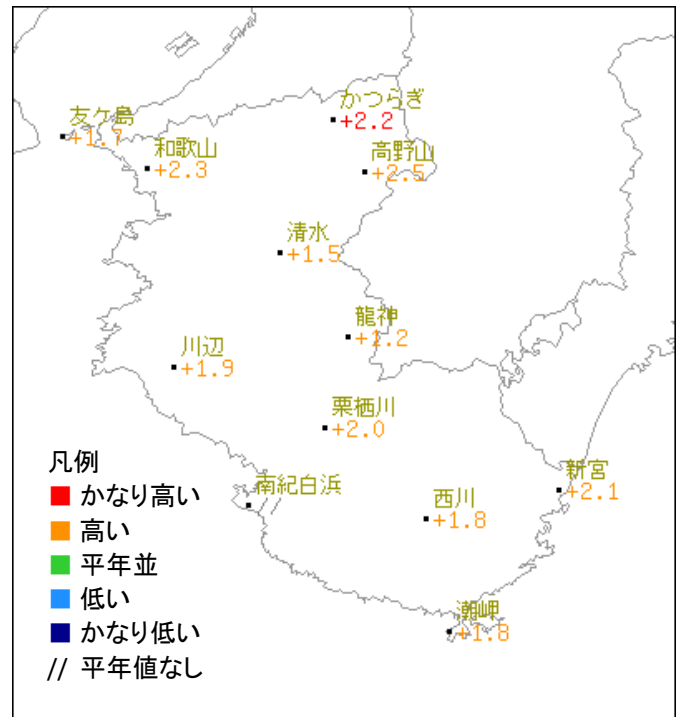 かつらぎ
+2.2
友ケ島
+1.7
和歌山
+2.3
高野山
+2.5
清水
+1.5
龍神
+1.2
川辺
+1.9
栗栖川
+2.0
南紀白浜
//
西川
+1.8
新宮
+2.1
潮岬
+1.8
凡例
かなり高い
高い
平年並
低い
かなり低い
// 平年値なし